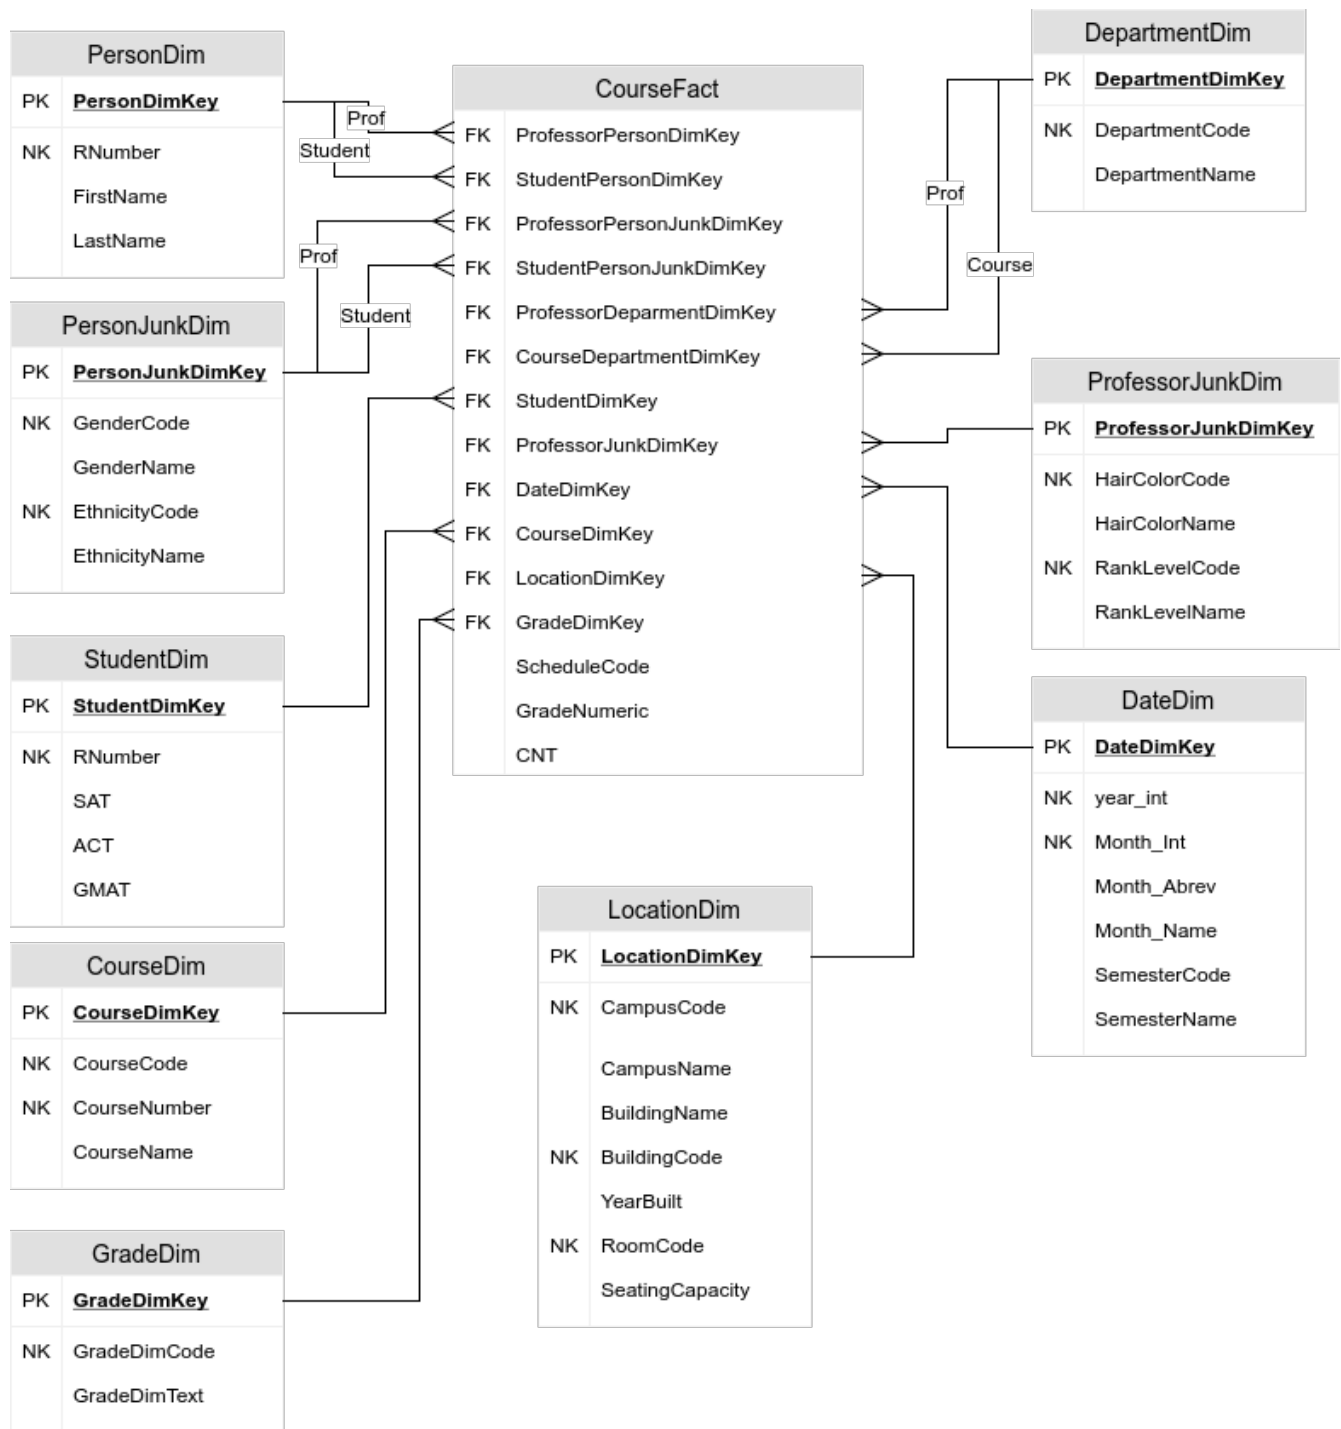 PersonDim
PK PersonDimKey
NK RNumber
FirstName
LastName
PersonJunkDim
PK PersonJunkDimKey
NK GenderCode
GenderName
NK EthnicityCode
EthnicityName
StudentDim
PK StudentDimKey
NK RNumber
SAT
ACT
GMAT
CourseDim
PK CourseDimKey
NK CourseCode
NK CourseNumber
CourseName
GradeDim
PK GradeDimKey
NK GradeDimCode
GradeDimText
Prof
Student
Prof
Student
CourseFact
FK ProfessorPersonDimKey
FK StudentPersonDimKey
FK ProfessorPersonJunkDimKey
FK StudentPersonJunkDimKey
FK ProfessorDeparmentDimKey
FK CourseDepartmentDimKey
FK StudentDimKey
FK ProfessorJunkDimKey
FK DateDimKey
FK CourseDimKey
FK LocationDimKey
FK GradeDimKey
ScheduleCode
GradeNumeric
CNT
LocationDim
PK LocationDimKey
NK CampusCode
CampusName
BuildingName
NK BuildingCode
YearBuilt
NK RoomCode
SeatingCapacity
Prof
Course
DepartmentDim
PK DepartmentDimKey
NK DepartmentCode
DepartmentName
ProfessorJunkDim
PK ProfessorJunkDimKey
NK HairColorCode
HairColorName
NK RankLevelCode
RankLevelName
DateDim
PK DateDimKey
NK year_int
NK Month_Int
Month_Abrev
Month_Name
SemesterCode
SemesterName